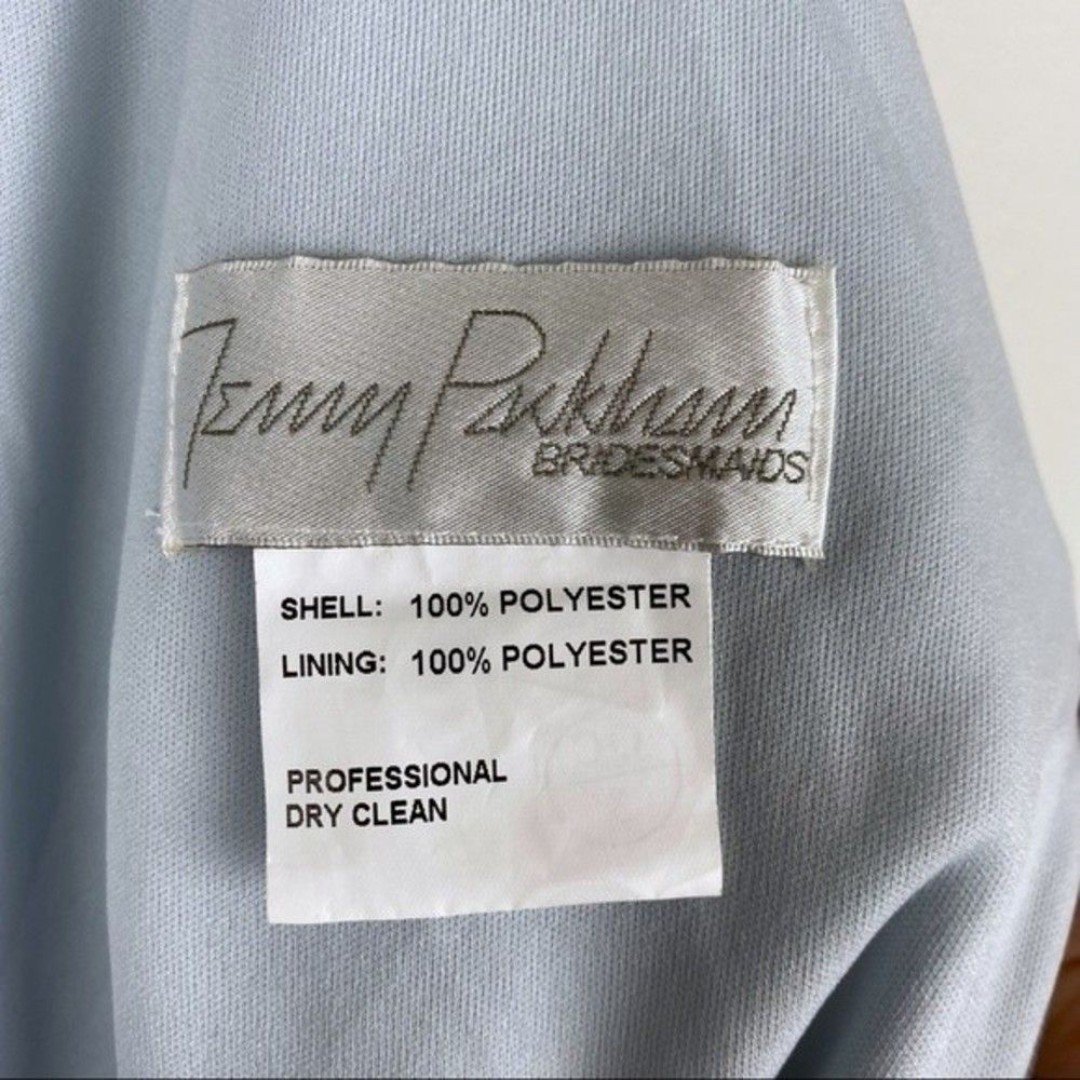 Jenny Packham
BRIDESMAIDS
SHELL: 100% POLYESTER
LINING: 100% POLYESTER
PROFESSIONAL
DRY CLEAN